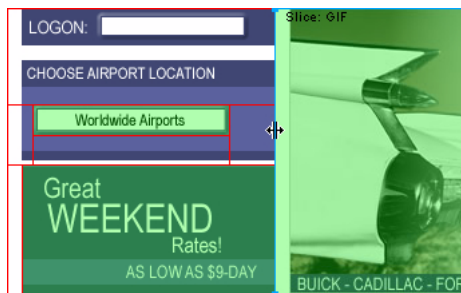 Slice: GIF
LOGON:
CHOOSE AIRPORT LOCATION
Worldwide Airports
Great
WEEKEND
Rates!
AS LOW AS $9-DAY
BUICK - CADILLAC - FOR